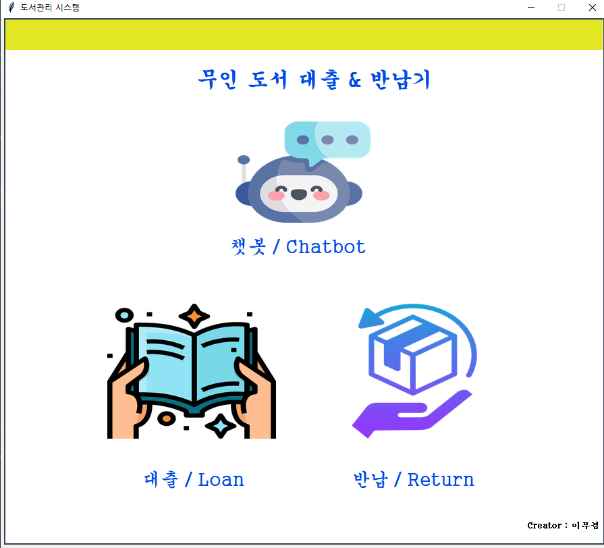 도서관리 시스템
무인 도서 대출 & 반납기
챗봇 / Chatbot
대출 / Loan
반납 / Return
Creator : 이무겸